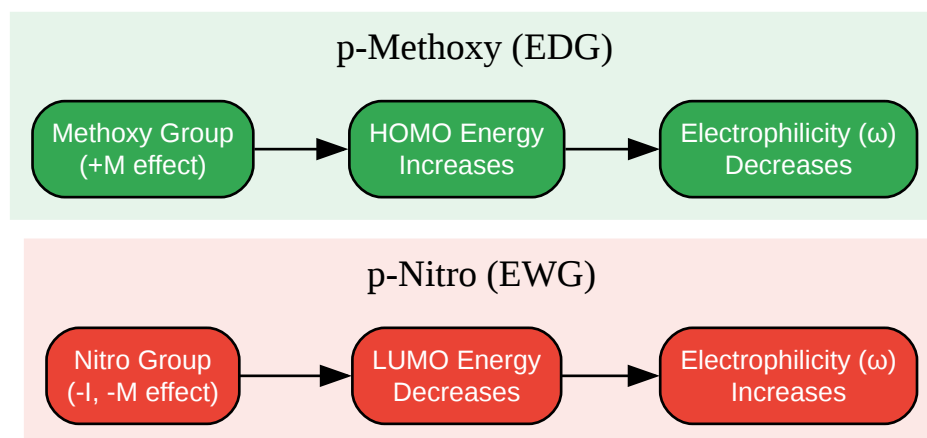 p-Methoxy (EDG)
Methoxy Group
(+M effect)
HOMO Energy
Increases
Electrophilicity (ω)
Decreases
p-Nitro (EWG)
Nitro Group
(-I, -M effect)
LUMO Energy
Decreases
Electrophilicity (ω)
Increases